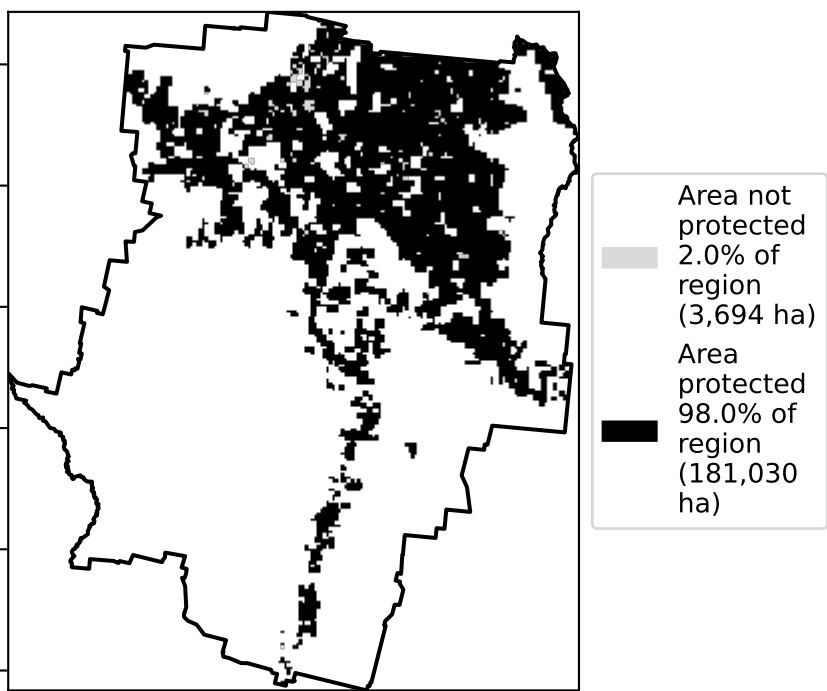 Area not
protected
2.0% of
region
(3,694 ha)
Area
protected
98.0% of
region
(181,030
ha)